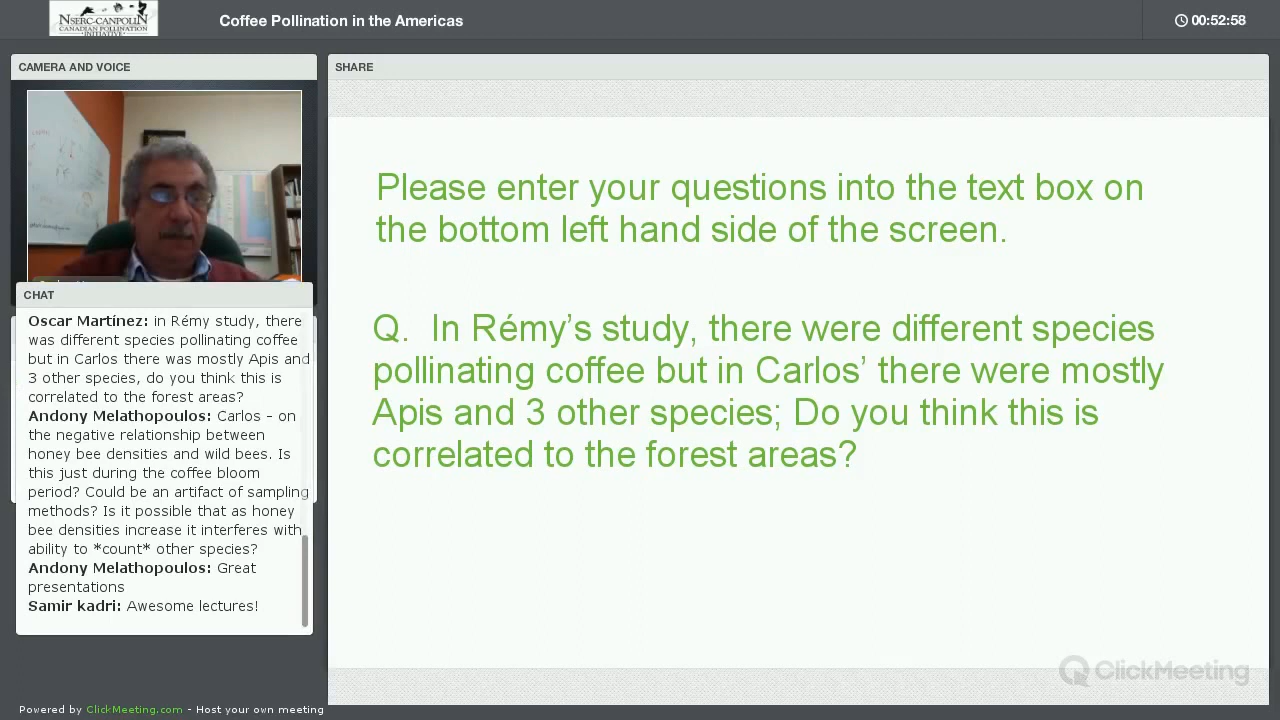 NSERC-CANPOLIN
CANADIAN POLLINATION
INITIATIVE
Coffee Pollination in the Americas
00:52:58
CAMERA AND VOICE
SHARE
Please enter your questions into the text box on
the bottom left hand side of the screen.
Q. In Rémy’s study, there were different species
pollinating coffee but in Carlos’ there were mostly
Apis and 3 other species; Do you think this is
correlated to the forest areas?
CHAT
Oscar Martínez: in Rémy study, there
was different species pollinating coffee
but in Carlos there was mostly Apis and
3 other species, do you think this is
correlated to the forest areas?
Andony Melathopoulos: Carlos - on
the negative relationship between
honey bee densities and wild bees. Is
this just during the coffee bloom
period? Could be an artifact of sampling
methods? Is it possible that as honey
bee densities increase it interferes with
ability to *count* other species?
Andony Melathopoulos: Great
presentations
Samir kadri: Awesome lectures!
ClickMeeting
Powered by ClickMeeting.com - Host your own meeting